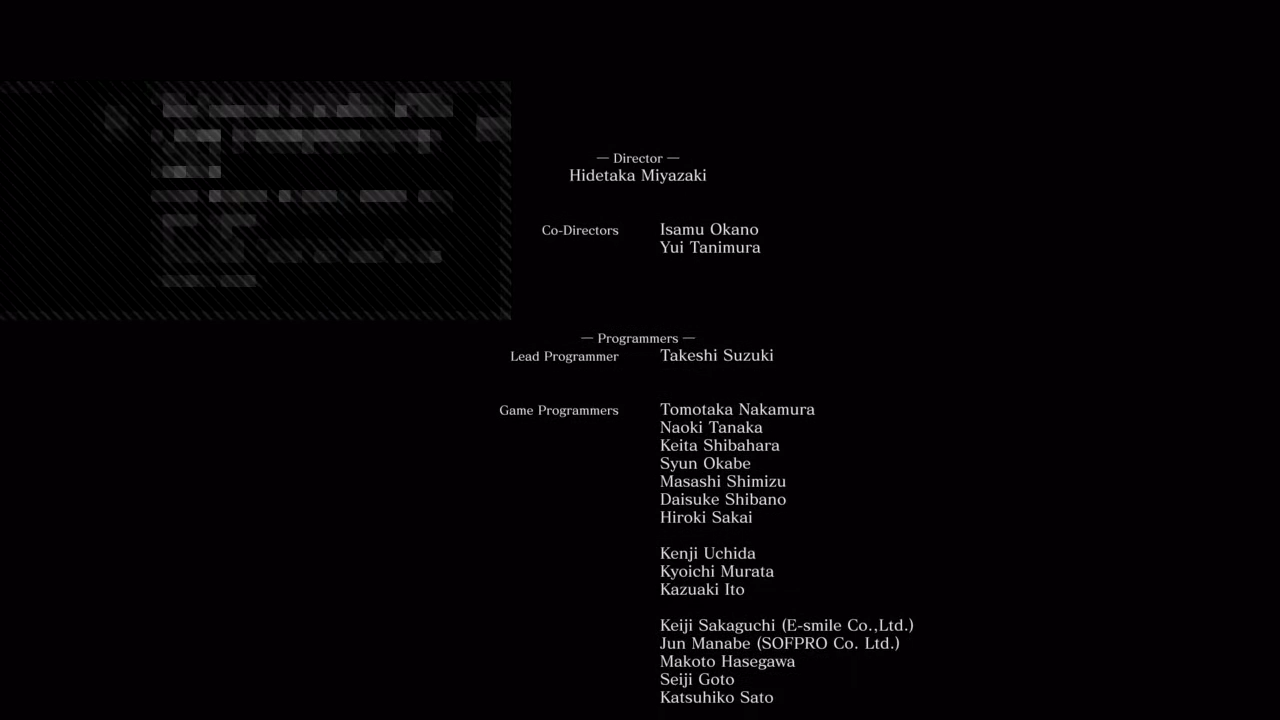 — Director —
Hidetaka Miyazaki
Co-Directors Isamu Okano
Yui Tanimura
— Programmers —
Lead Programmer Takeshi Suzuki
Game Programmers Tomotaka Nakamura
Naoki Tanaka
Keita Shibahara
Syun Okabe
Masashi Shimizu
Daisuke Shibano
Hiroki Sakai
Kenji Uchida
Kyoichi Murata
Kazuaki Ito
Keiji Sakaguchi (E-smile Co.,Ltd.)
Jun Manabe (SOFPRO Co. Ltd.)
Makoto Hasegawa
Seiji Goto
Katsuhiko Sato